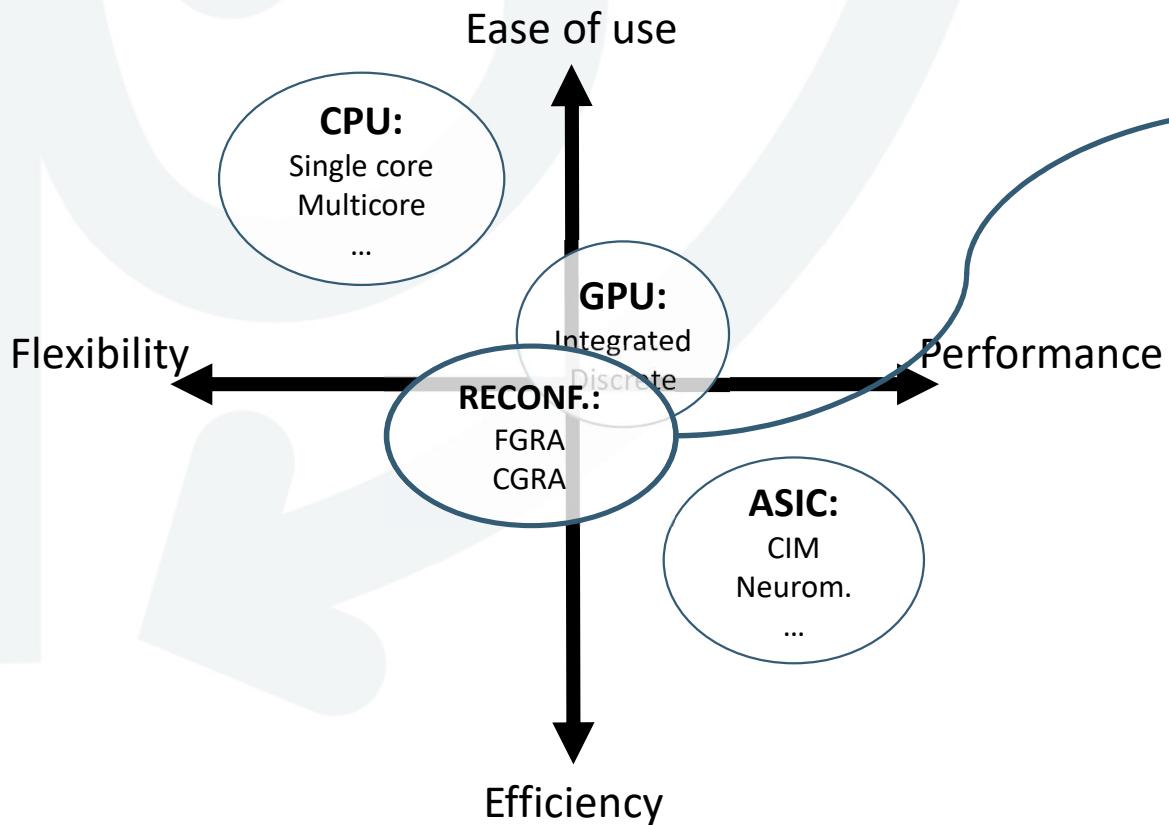 Ease of use
CPU:
Single core
Multicore
...
GPU:
Integrated
Discrete
Flexibility
Performance
RECONF.:
FGRA
CGRA
ASIC:
CIM
Neurom.
...
Efficiency